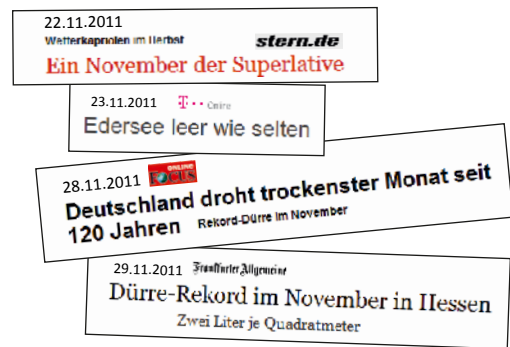 22.11.2011
Wetterkapriolen im Herbst stern.de
Ein November der Superlative
23.11.2011 T··Online
Edersee leer wie selten
28.11.2011 ONLINE FOCUS
Deutschland droht trockenster Monat seit
120 Jahren Rekord-Dürre im November
29.11.2011 Frankfurter Allgemeine
Dürre-Rekord im November in Hessen
Zwei Liter je Quadratmeter